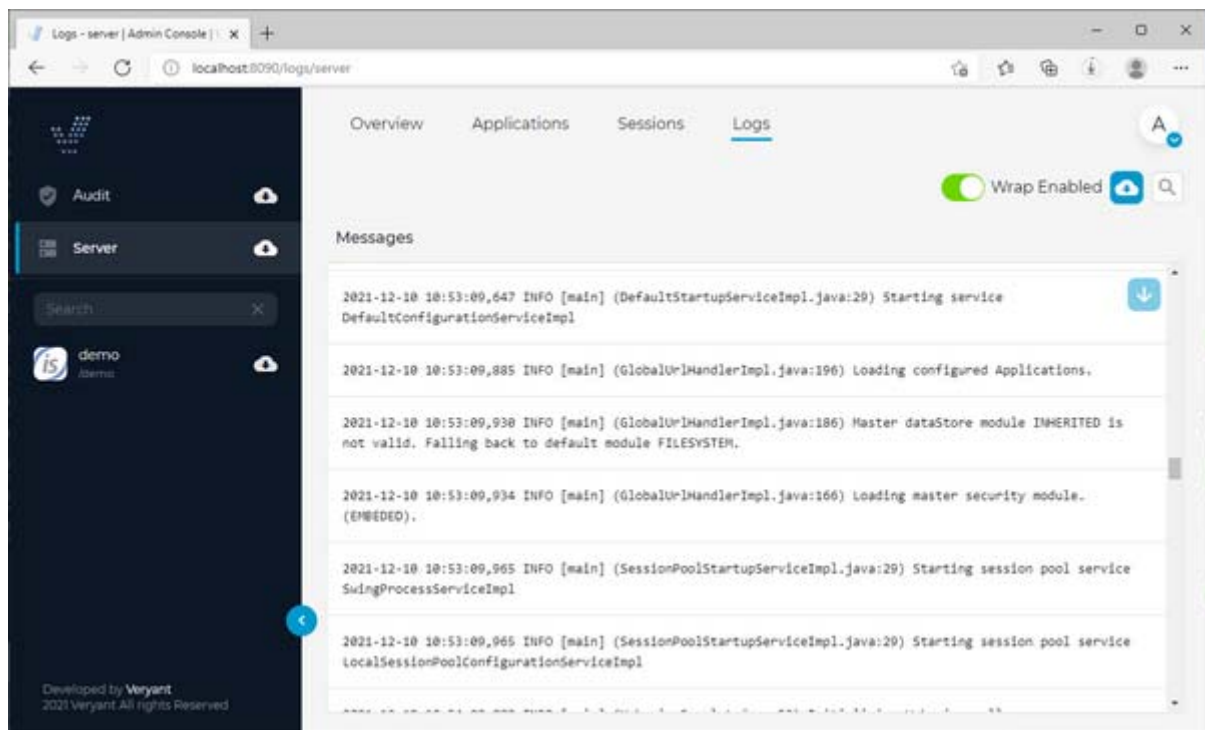 Logs - server | Admin Console |
localhost:8090/logs/server
Overview Applications Sessions Logs
A
Audit
Wrap Enabled
Server
Messages
Search
2021-12-10 10:53:09,647 INFO [main] (DefaultStartupServiceImpl.java:29) Starting service
DefaultConfigurationServiceImpl
is
demo
/demo
2021-12-10 10:53:09,885 INFO [main] (GlobalUrlHandlerImpl.java:196) Loading configured Applications.
2021-12-10 10:53:09,930 INFO [main] (GlobalUrlHandlerImpl.java:186) Master dataStore module INHERITED is
not valid. Falling back to default module FILESYSTEM.
2021-12-10 10:53:09,934 INFO [main] (GlobalUrlHandlerImpl.java:166) Loading master security module.
(EMBEDED).
2021-12-10 10:53:09,965 INFO [main] (SessionPoolStartupServiceImpl.java:29) Starting session pool service
SwingProcessServiceImpl
2021-12-10 10:53:09,965 INFO [main] (SessionPoolStartupServiceImpl.java:29) Starting session pool service
LocalSessionPoolConfigurationServiceImpl
Developed by Veryant
2021 Veryant All rights Reserved